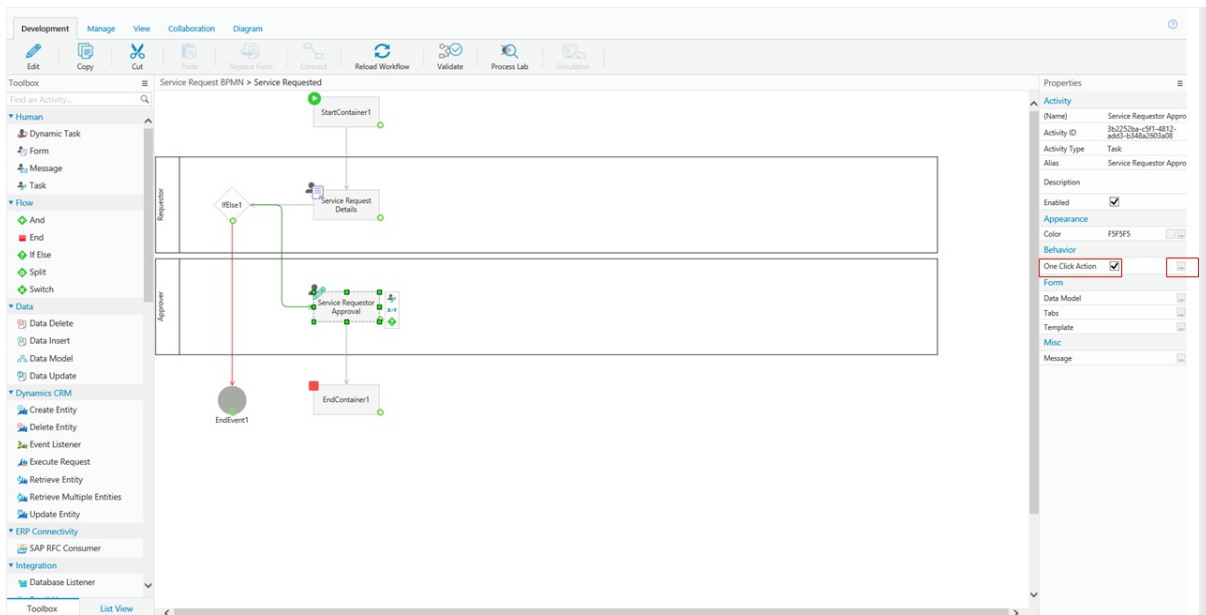 Development Manage View Collaboration Diagram
Edit Copy Cut Paste Replace Form Connect Reload Workflow Validate Process Lab Simulation
Toolbox
Find an Activity...
Human
Dynamic Task
Form
Message
Task
Flow
And
End
If Else
Split
Switch
Data
Data Delete
Data Insert
Data Model
Data Update
Dynamics CRM
Create Entity
Delete Entity
Event Listener
Execute Request
Retrieve Entity
Retrieve Multiple Entities
Update Entity
ERP Connectivity
SAP RFC Consumer
Integration
Database Listener
Toolbox List View
Service Request BPMN > Service Requested
StartContainer1
Requestor
IfElse1
Service Request
Details
Approver
Service Requestor
Approval
EndContainer1
EndEvent1
Properties
Activity
(Name) Service Requestor Appro
Activity ID 3b2252ba-c5f1-4812-
add3-b348a2603a08
Activity Type Task
Alias Service Requestor Appro
Description
Enabled
Appearance
Color F5F5F5 ...
Behavior
One Click Action ...
Form
Data Model ...
Tabs ...
Template ...
Misc
Message ...